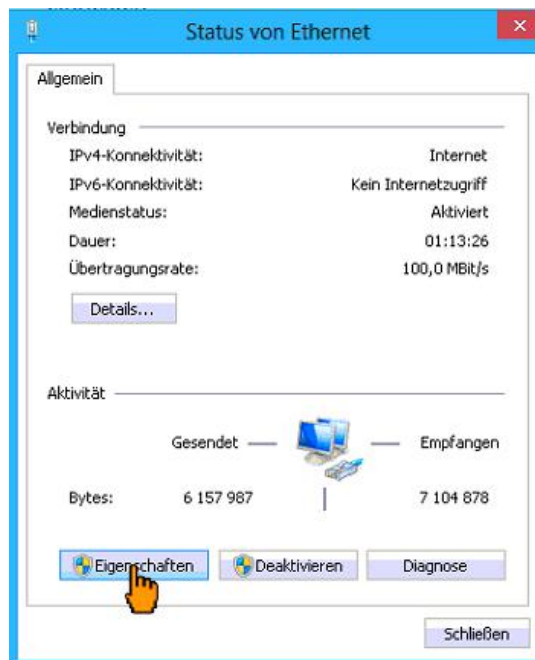 Status von Ethernet
Allgemein
Verbindung
IPv4-Konnektivität: Internet
IPv6-Konnektivität: Kein Internetzugriff
Medienstatus: Aktiviert
Dauer: 01:13:26
Übertragungsrate: 100,0 MBit/s
Details...
Aktivität
Gesendet Empfangen
Bytes: 6 157 987 7 104 878
Eigenschaften Deaktivieren Diagnose
Schließen